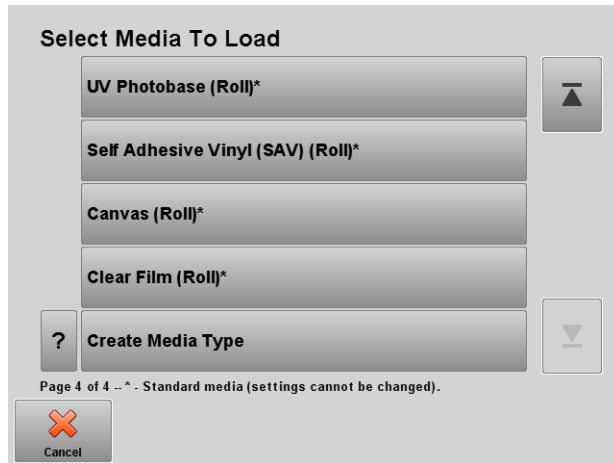 Select Media To Load
UV Photobase (Roll)*
Self Adhesive Vinyl (SAV) (Roll)*
Canvas (Roll)*
Clear Film (Roll)*
?
Create Media Type
Page 4 of 4 -- * - Standard media (settings cannot be changed).
Cancel